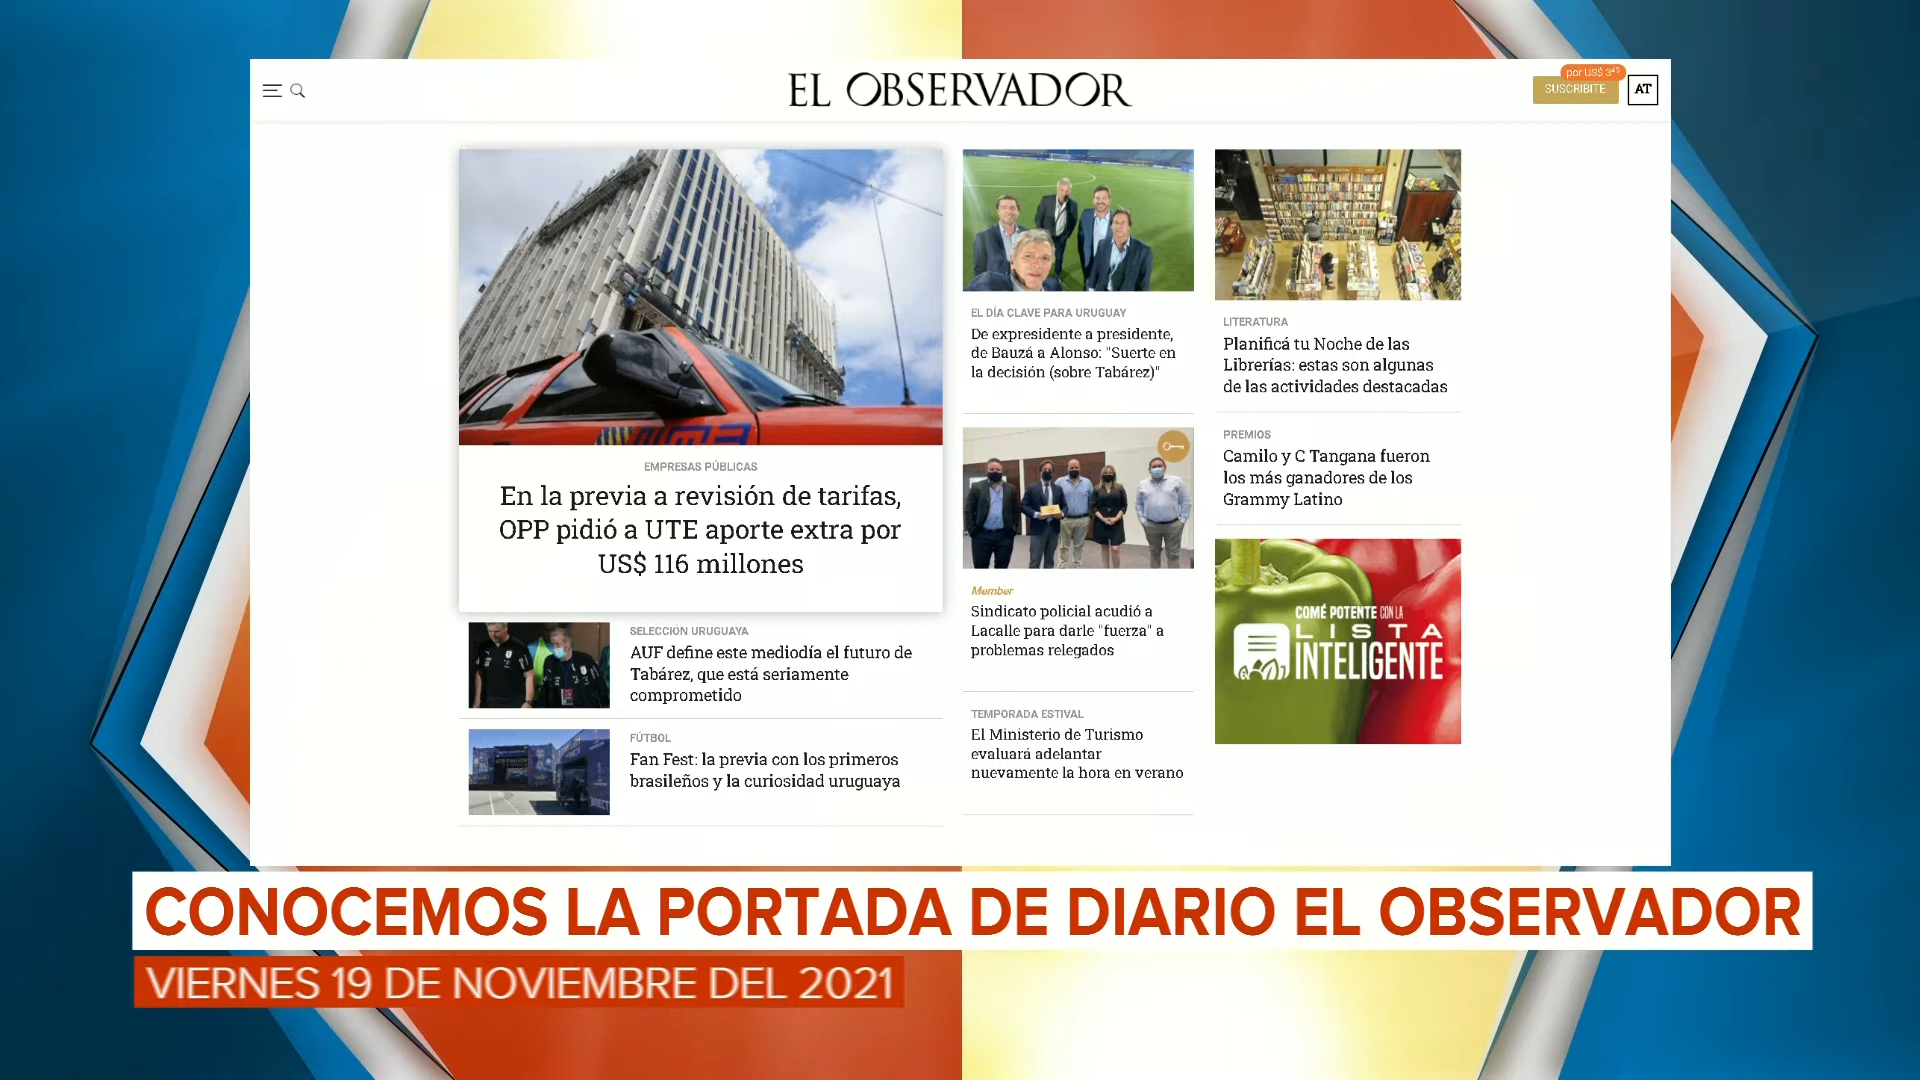 EL OBSERVADOR
por US$ 3⁴⁵
SUSCRIBITE
AT
EMPRESAS PÚBLICAS
En la previa a revisión de tarifas,
OPP pidió a UTE aporte extra por
US$ 116 millones
SELECCIÓN URUGUAYA
AUF define este mediodía el futuro de
Tabárez, que está seriamente
comprometido
FÚTBOL
Fan Fest: la previa con los primeros
brasileños y la curiosidad uruguaya
EL DÍA CLAVE PARA URUGUAY
De expresidente a presidente,
de Bauzá a Alonso: "Suerte en
la decisión (sobre Tabárez)"
Member
Sindicato policial acudió a
Lacalle para darle "fuerza" a
problemas relegados
TEMPORADA ESTIVAL
El Ministerio de Turismo
evaluará adelantar
nuevamente la hora en verano
LITERATURA
Planificá tu Noche de las
Librerías: estas son algunas
de las actividades destacadas
PREMIOS
Camilo y C Tangana fueron
los más ganadores de los
Grammy Latino
COMÉ POTENTE CON LA
LISTA
INTELIGENTE
CONOCEMOS LA PORTADA DE DIARIO EL OBSERVADOR
VIERNES 19 DE NOVIEMBRE DEL 2021